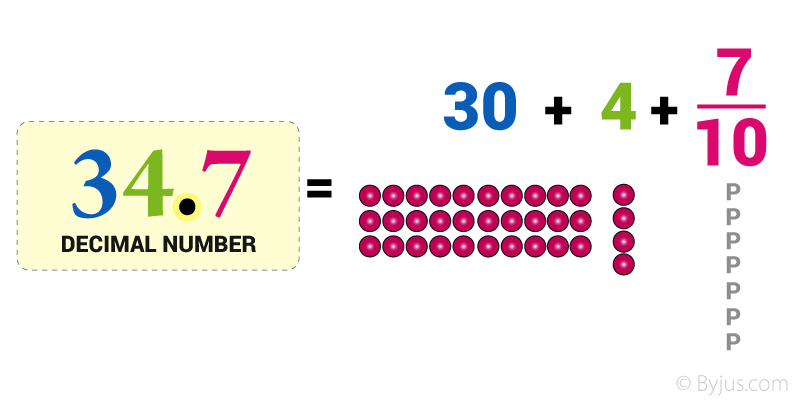 34.7
DECIMAL NUMBER
=
30 + 4 + 7/10
P
P
P
P
P
P
P
© Byjus.com